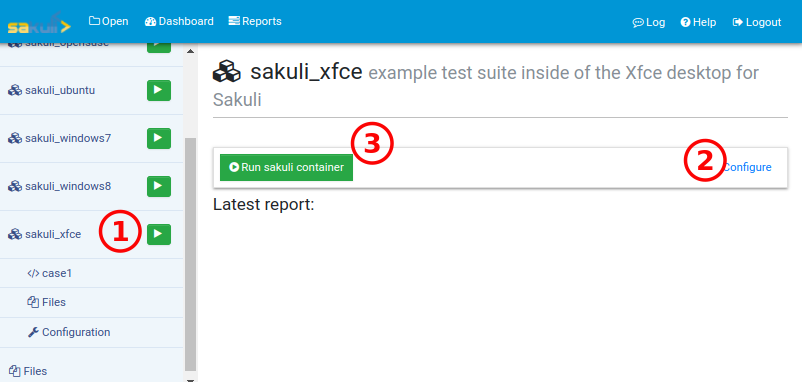 sakuli
Open
Dashboard
Reports
Log
Help
Logout
sakuli_opensuse
sakuli_ubuntu
sakuli_windows7
sakuli_windows8
sakuli_xfce
1
case1
Files
Configuration
Files
sakuli_xfce example test suite inside of the Xfce desktop for
Sakuli
3
Run sakuli container
2
Configure
Latest report: